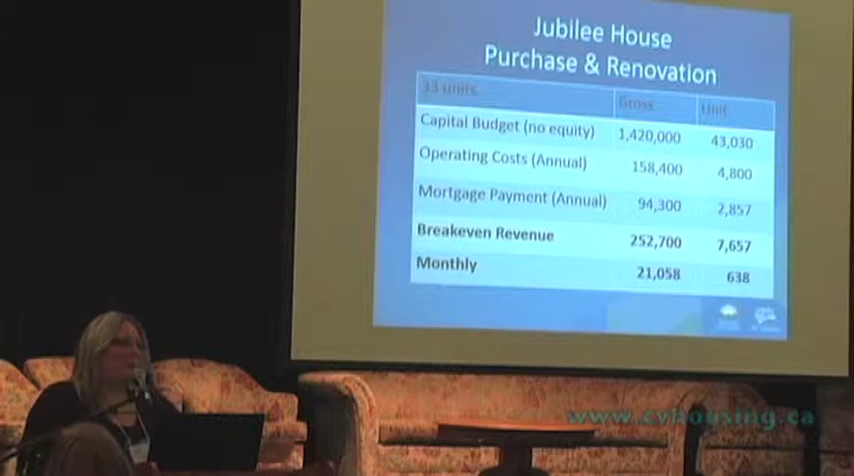 Jubilee House
Purchase & Renovation
33 units
Gross
Unit
Capital Budget (no equity) 1,420,000 43,030
Operating Costs (Annual) 158,400 4,800
Mortgage Payment (Annual) 94,300 2,857
Breakeven Revenue 252,700 7,657
Monthly 21,058 638
www.cvhousing.ca